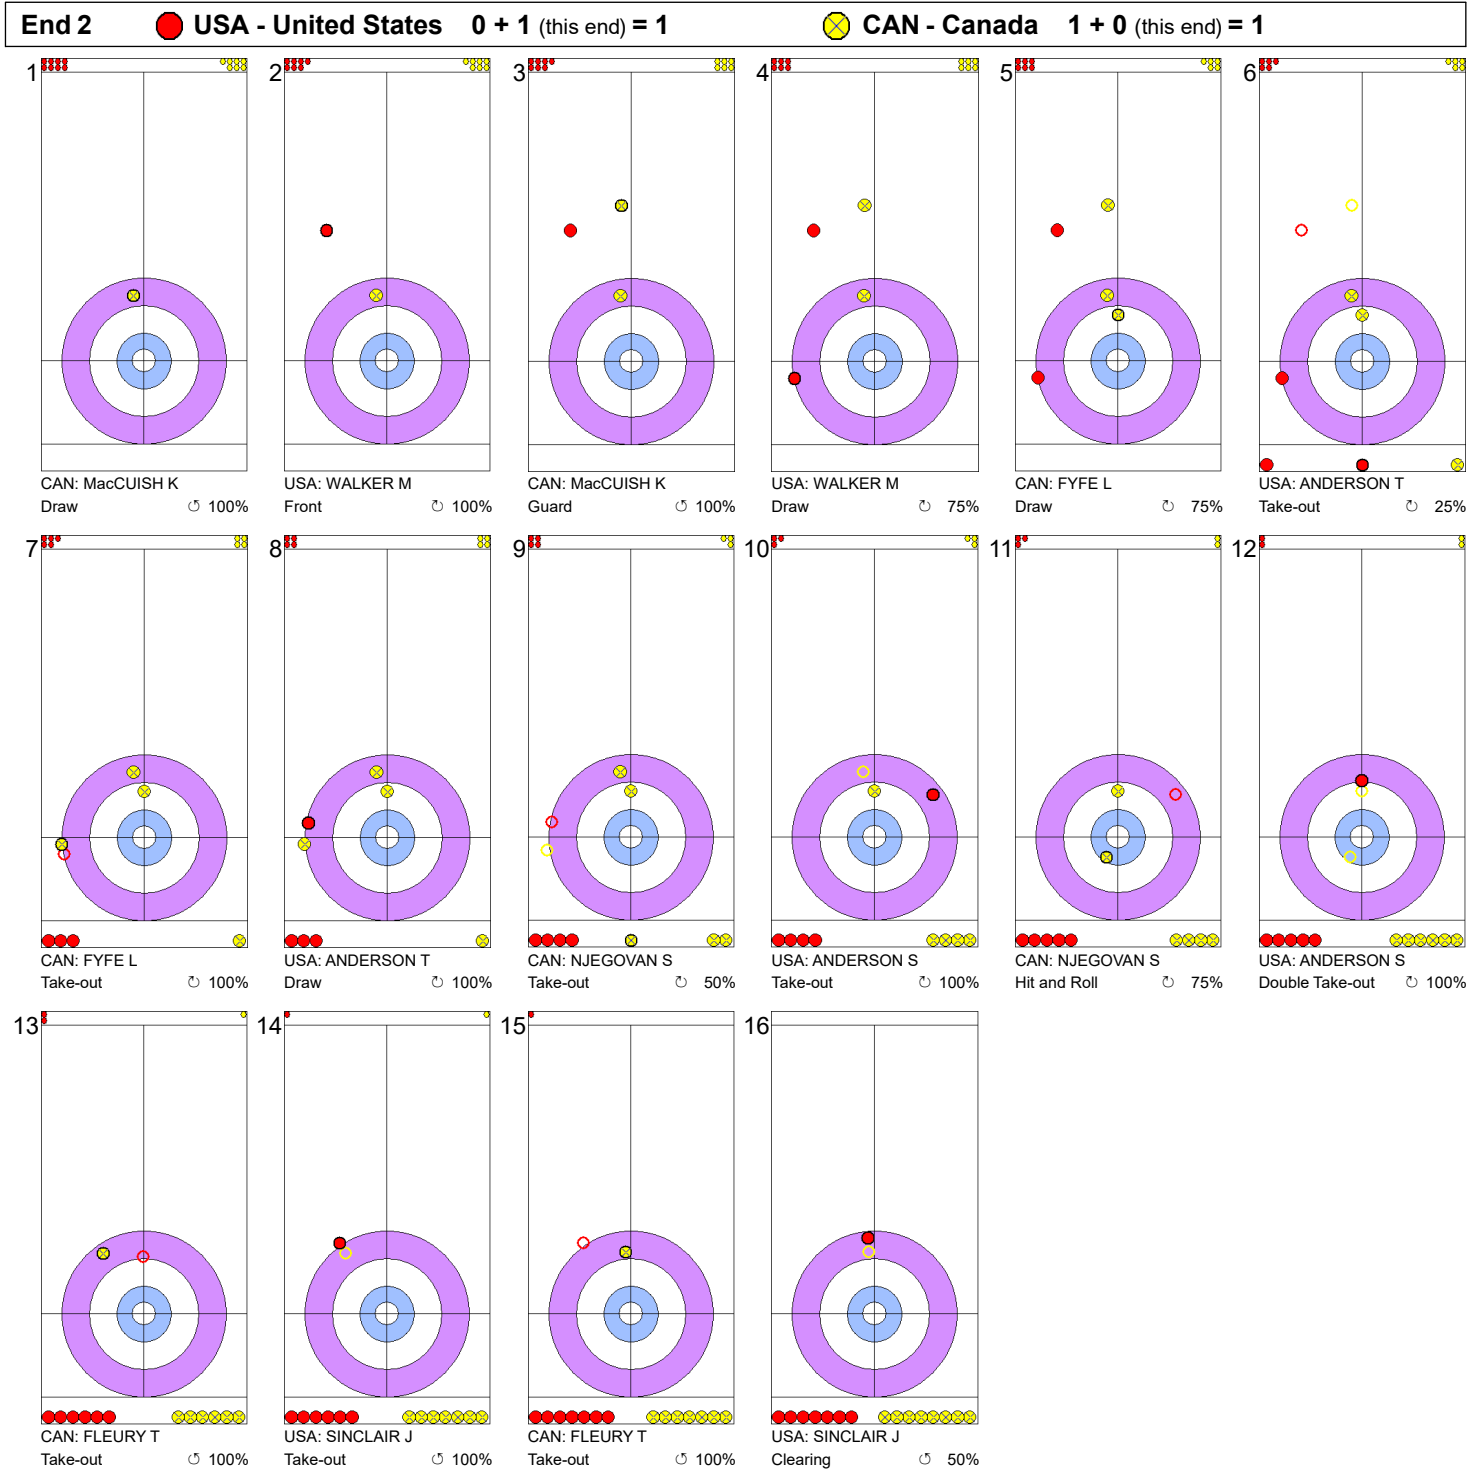 End 2 USA - United States 0 + 1 (this end) = 1 CAN - Canada 1 + 0 (this end) = 1
1 2 3 4 5 6
CAN: MacCUISH K USA: WALKER M CAN: MacCUISH K USA: WALKER M CAN: FYFE L USA: ANDERSON T
Draw ↺ 100% Front ↻ 100% Guard ↺ 100% Draw ↻ 75% Draw ↻ 75% Take-out ↻ 25%
7 8 9 10 11 12
CAN: FYFE L USA: ANDERSON T CAN: NJEGOVAN S USA: ANDERSON S CAN: NJEGOVAN S USA: ANDERSON S
Take-out ↻ 100% Draw ↻ 100% Take-out ↻ 50% Take-out ↻ 100% Hit and Roll ↻ 75% Double Take-out ↻ 100%
13 14 15 16
CAN: FLEURY T USA: SINCLAIR J CAN: FLEURY T USA: SINCLAIR J
Take-out ↺ 100% Take-out ↺ 100% Take-out ↺ 100% Clearing ↺ 50%